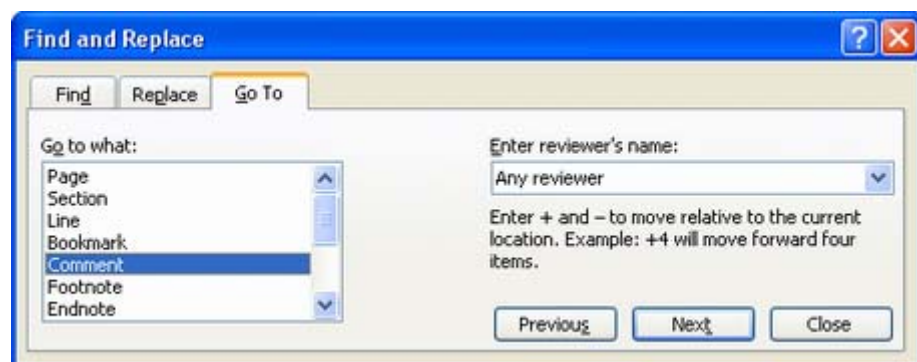 Find and Replace
Find
Replace
Go To
Go to what:
Page
Section
Line
Bookmark
Comment
Footnote
Endnote
Enter reviewer's name:
Any reviewer
Enter + and – to move relative to the current
location. Example: +4 will move forward four
items.
Previous
Next
Close